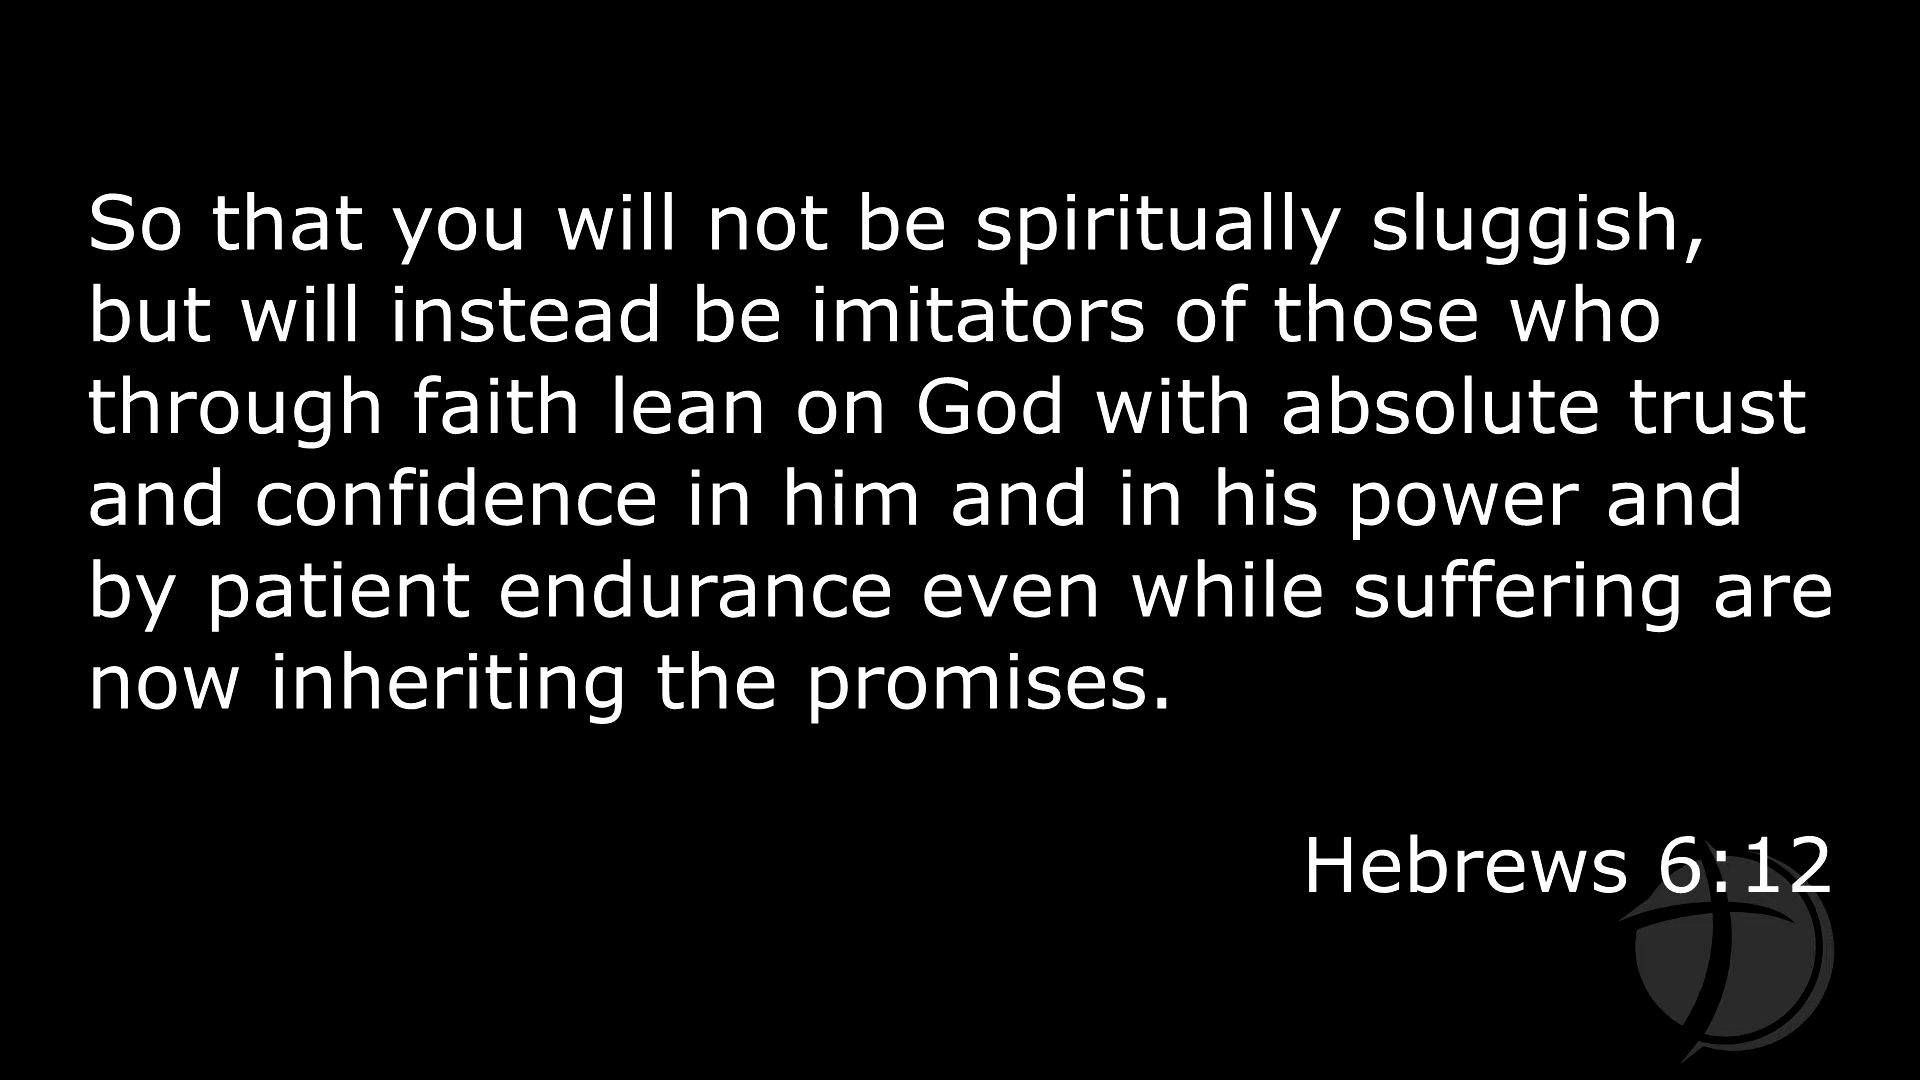 So that you will not be spiritually sluggish,
but will instead be imitators of those who
through faith lean on God with absolute trust
and confidence in him and in his power and
by patient endurance even while suffering are
now inheriting the promises.
Hebrews 6:12